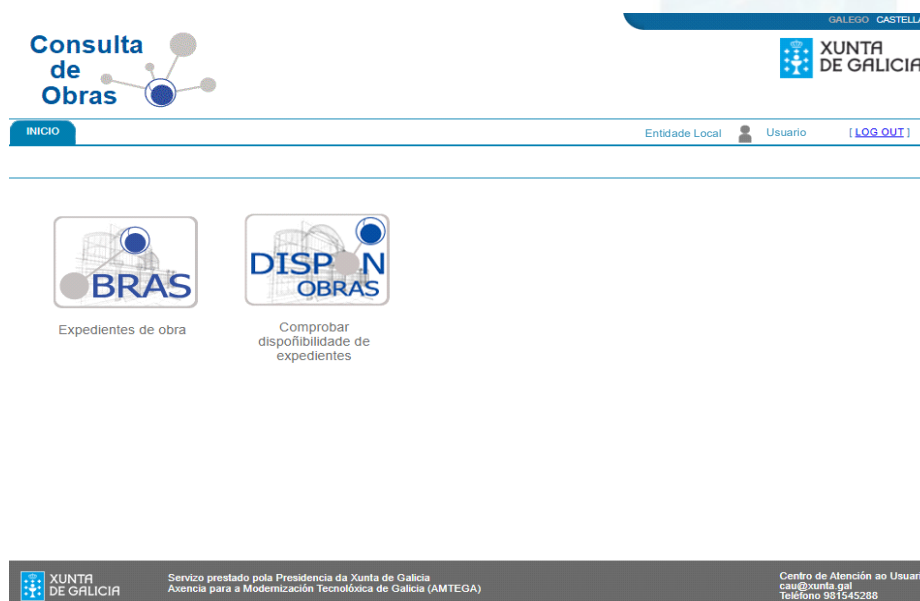 GALEGO CASTELLA
Consulta
de
Obras
XUNTA
DE GALICIA
INICIO
Entidade Local
Usuario
[ LOG OUT ]
BRAS
DISP N
OBRAS
Expedientes de obra
Comprobar
dispoñibilidade de
expedientes
XUNTA
DE GALICIA
Servizo prestado pola Presidencia da Xunta de Galicia
Axencia para a Modernización Tecnolóxica de Galicia (AMTEGA)
Centro de Atención ao Usuari
cau@xunta.gal
Teléfono 981545288